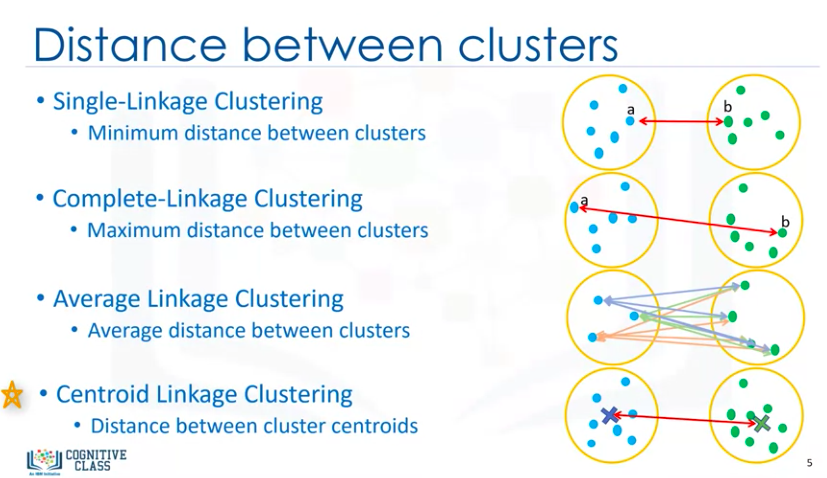 Distance between clusters
• Single-Linkage Clustering
• Minimum distance between clusters
a
b
• Complete-Linkage Clustering
• Maximum distance between clusters
a
b
• Average Linkage Clustering
• Average distance between clusters
• Centroid Linkage Clustering
• Distance between cluster centroids
COGNITIVE
CLASS
An IBM Initiative
5